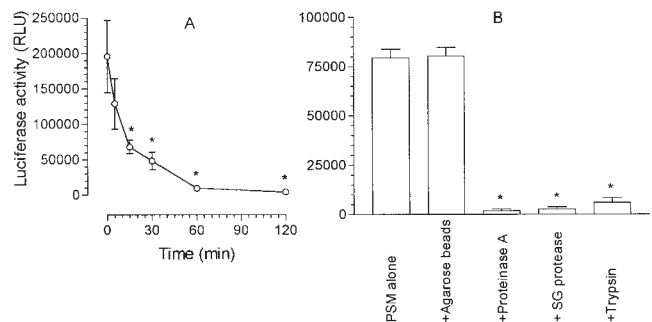 A
Luciferase activity (RLU)
250000
200000
150000
100000
50000
0
0 30 60 90 120
Time (min)
* * * *
B
100000
75000
50000
25000
0
* * *
PSM alone
+Agarose beads
+Proteinase A
+ SG protease
+Trypsin